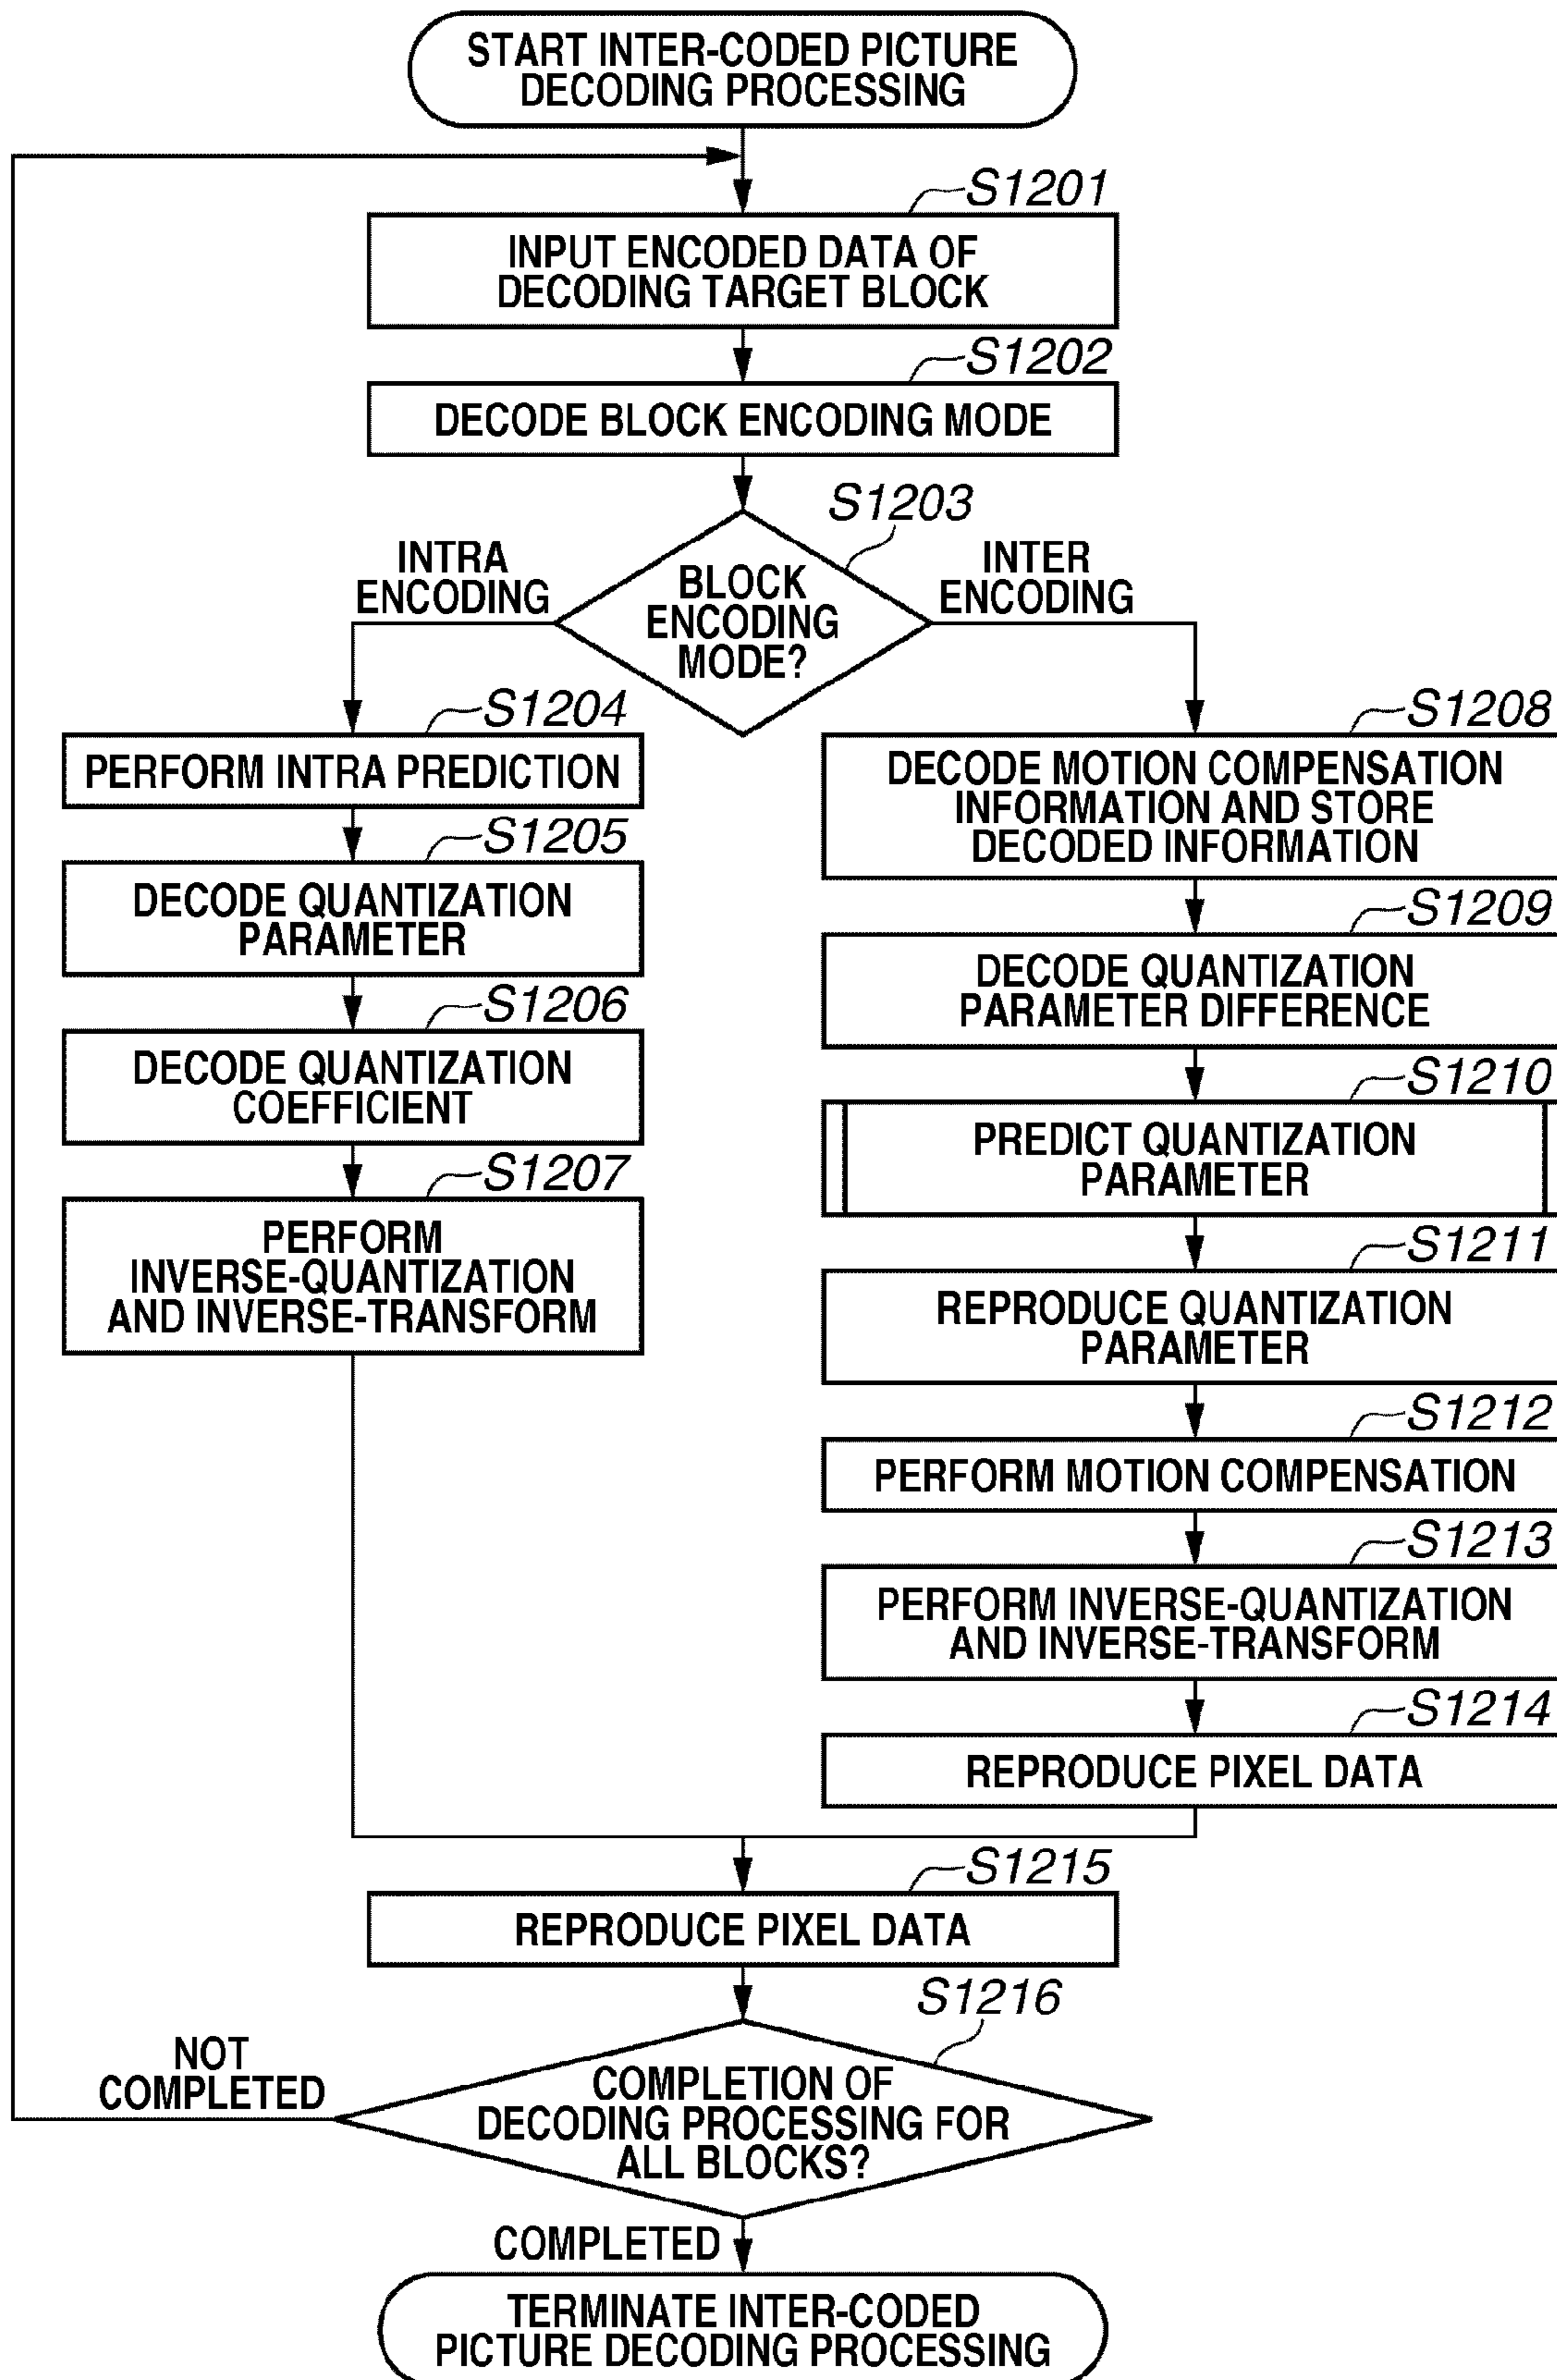 START INTER-CODED PICTURE
DECODING PROCESSING
S1201
INPUT ENCODED DATA OF
DECODING TARGET BLOCK
S1202
DECODE BLOCK ENCODING MODE
S1203
INTRA
ENCODING
BLOCK
ENCODING
MODE?
INTER
ENCODING
S1204
PERFORM INTRA PREDICTION
S1205
DECODE QUANTIZATION
PARAMETER
S1206
DECODE QUANTIZATION
COEFFICIENT
S1207
PERFORM
INVERSE-QUANTIZATION
AND INVERSE-TRANSFORM
S1208
DECODE MOTION COMPENSATION
INFORMATION AND STORE
DECODED INFORMATION
S1209
DECODE QUANTIZATION
PARAMETER DIFFERENCE
S1210
PREDICT QUANTIZATION
PARAMETER
S1211
REPRODUCE QUANTIZATION
PARAMETER
S1212
PERFORM MOTION COMPENSATION
S1213
PERFORM INVERSE-QUANTIZATION
AND INVERSE-TRANSFORM
S1214
REPRODUCE PIXEL DATA
S1215
REPRODUCE PIXEL DATA
S1216
NOT
COMPLETED
COMPLETION OF
DECODING PROCESSING FOR
ALL BLOCKS?
COMPLETED
TERMINATE INTER-CODED
PICTURE DECODING PROCESSING